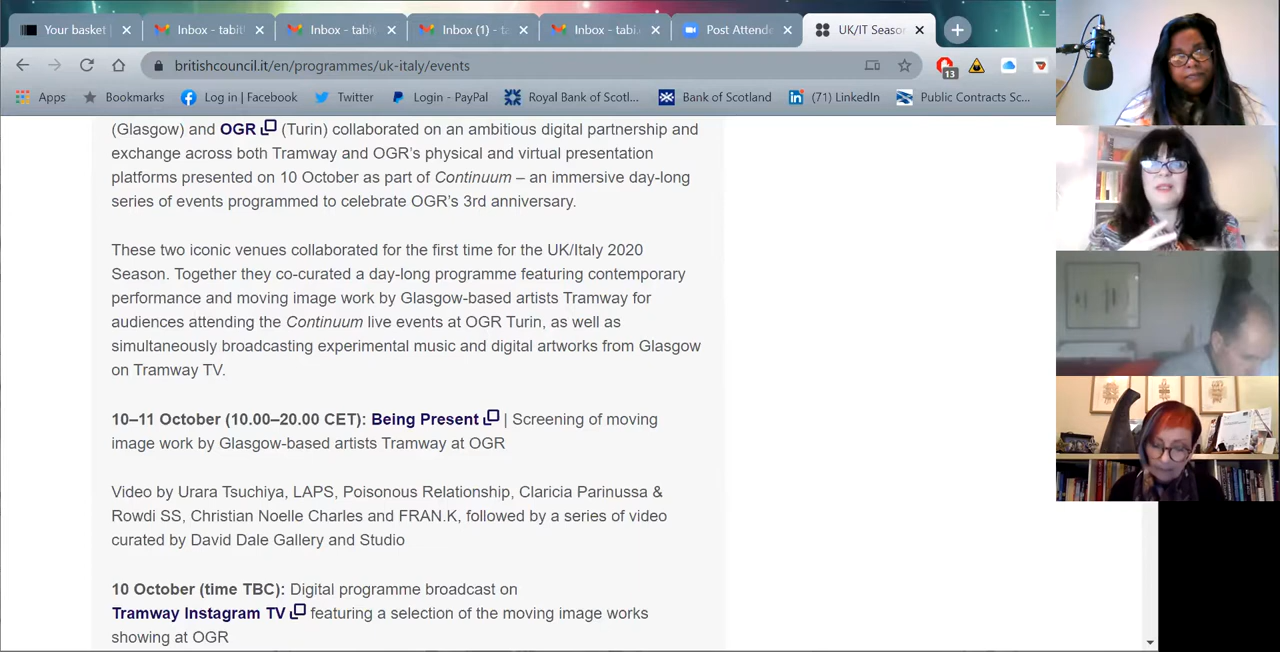 Your basket
Inbox - tabit
Inbox - tabi
Inbox (1) - t
Inbox - tabi.
Post Attende
UK/IT Seaso
britishcouncil.it/en/programmes/uk-italy/events
13
Apps
Bookmarks
Log in | Facebook
Twitter
Login - PayPal
Royal Bank of Scotl...
Bank of Scotland
(71) LinkedIn
Public Contracts Sc...
(Glasgow) and OGR (Turin) collaborated on an ambitious digital partnership and
exchange across both Tramway and OGR's physical and virtual presentation
platforms presented on 10 October as part of Continuum – an immersive day-long
series of events programmed to celebrate OGR's 3rd anniversary.
These two iconic venues collaborated for the first time for the UK/Italy 2020
Season. Together they co-curated a day-long programme featuring contemporary
performance and moving image work by Glasgow-based artists Tramway for
audiences attending the Continuum live events at OGR Turin, as well as
simultaneously broadcasting experimental music and digital artworks from Glasgow
on Tramway TV.
10–11 October (10.00–20.00 CET): Being Present | Screening of moving
image work by Glasgow-based artists Tramway at OGR
Video by Urara Tsuchiya, LAPS, Poisonous Relationship, Claricia Parinussa &
Rowdi SS, Christian Noelle Charles and FRAN.K, followed by a series of video
curated by David Dale Gallery and Studio
10 October (time TBC): Digital programme broadcast on
Tramway Instagram TV featuring a selection of the moving image works
showing at OGR